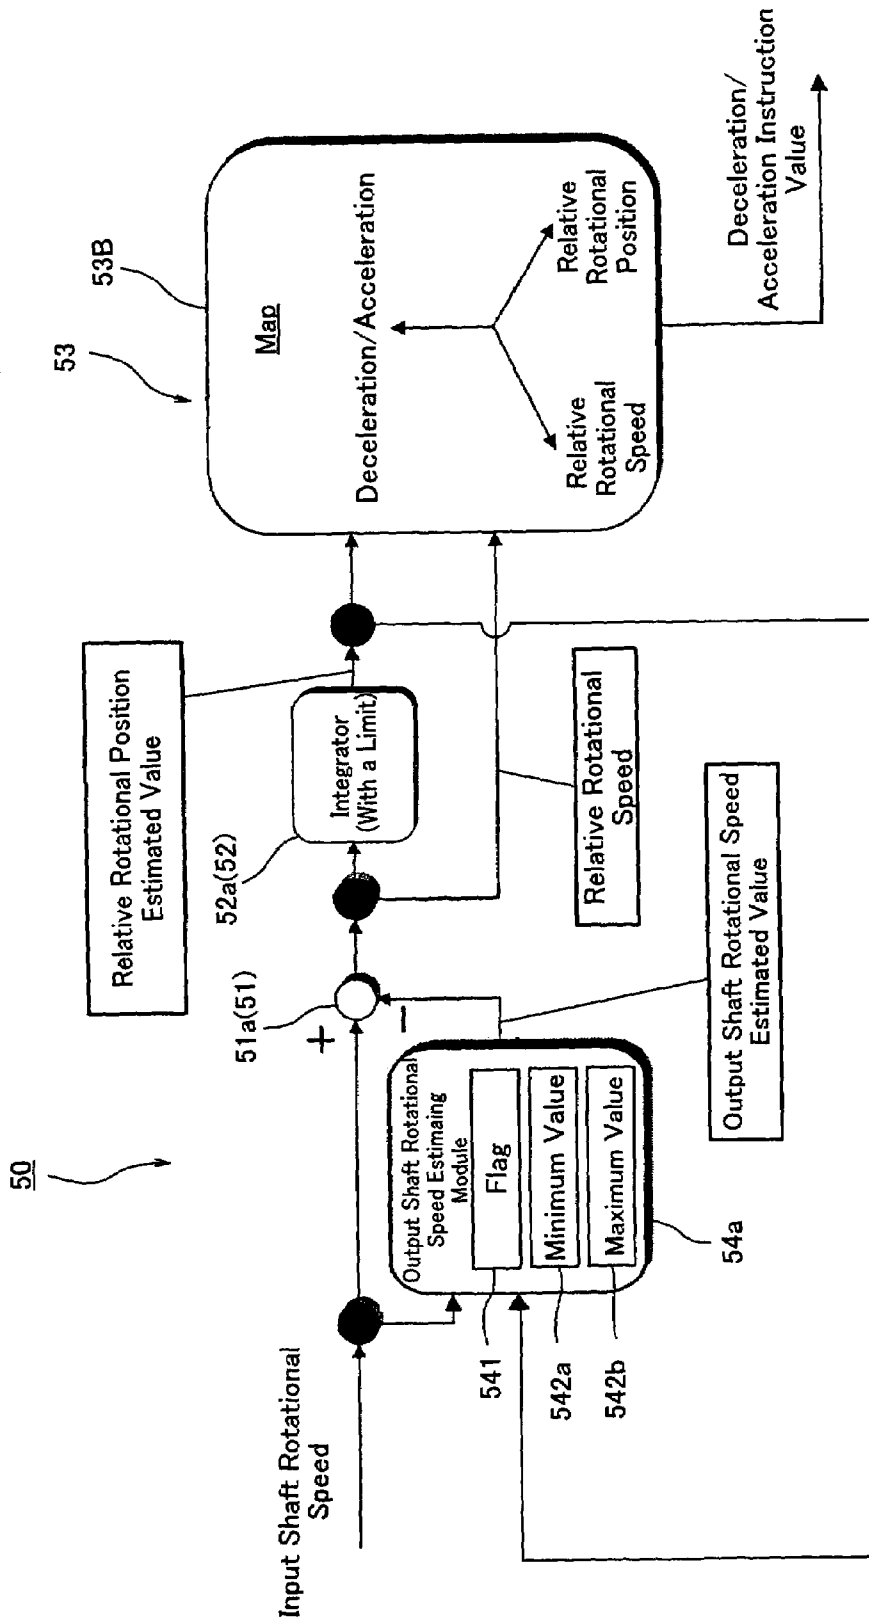 50
Input Shaft Rotational
Speed
Output Shaft Rotational
Speed Estimaing
Module
Flag
Minimum Value
Maximum Value
541
542a
542b
54a
+
−
51a(51)
52a(52)
Integrator
(With a Limit)
Relative Rotational Position
Estimated Value
Relative Rotational
Speed
Output Shaft Rotational Speed
Estimated Value
53
53B
Map
Deceleration/Acceleration
Relative
Rotational
Speed
Relative
Rotational
Position
Deceleration/
Acceleration Instruction
Value